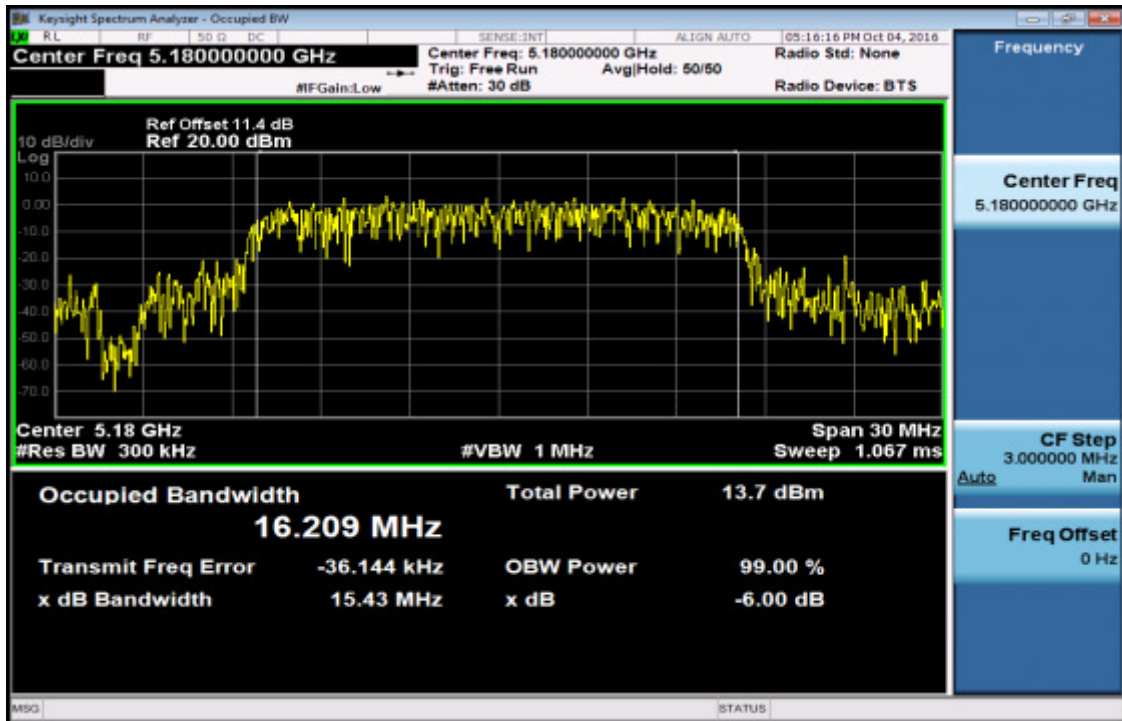 Keysight Spectrum Analyzer - Occupied BW
RL RF 50 Ω DC SENSE:INT ALIGN AUTO 05:16:16 PM Oct 04, 2016
Center Freq 5.180000000 GHz
Center Freq: 5.180000000 GHz Radio Std: None
Trig: Free Run Avg|Hold: 50/50
#IFGain:Low #Atten: 30 dB Radio Device: BTS
Ref Offset 11.4 dB
10 dB/div Ref 20.00 dBm
Log
10.0
0.00
-10.0
-20.0
-30.0
-40.0
-50.0
-60.0
-70.0
Center 5.18 GHz Span 30 MHz
#Res BW 300 kHz #VBW 1 MHz Sweep 1.067 ms
Occupied Bandwidth Total Power 13.7 dBm
16.209 MHz
Transmit Freq Error -36.144 kHz OBW Power 99.00 %
x dB Bandwidth 15.43 MHz x dB -6.00 dB
MSG STATUS
Frequency
Center Freq
5.180000000 GHz
CF Step
3.000000 MHz
Auto Man
Freq Offset
0 Hz